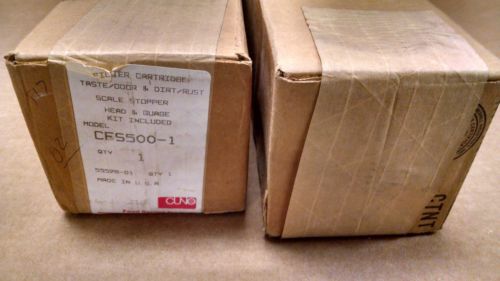 FILTER CARTRIDGE
TASTE/ODOR & DIRT/RUST
SCALE STOPPER
HEAD & GUAGE
KIT INCLUDED
MODEL
CFS500-1
QTY
1
55598-01 QTY 1
MADE IN U.S.A
CUNO
02